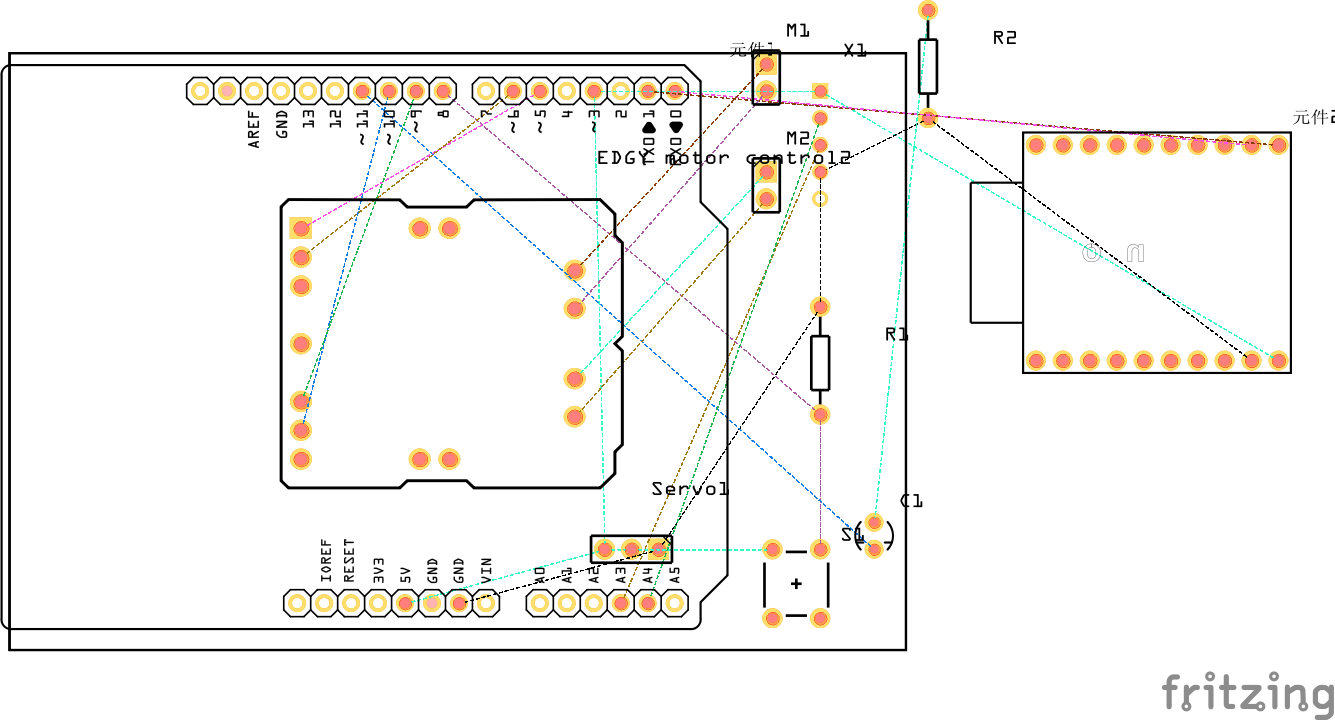 M1
元件1
X1
R2
AREF
GND
13
12
~11
~10
~9
8
7
~6
~5
4
~3
2
TX0▶1
RX0◀0
元件2
M2
EDGY motor control2
R1
Servo1
C1
S1
IOREF
RESET
3V3
5V
GND
GND
VIN
A0
A1
A2
A3
A4
A5
+
fritzing